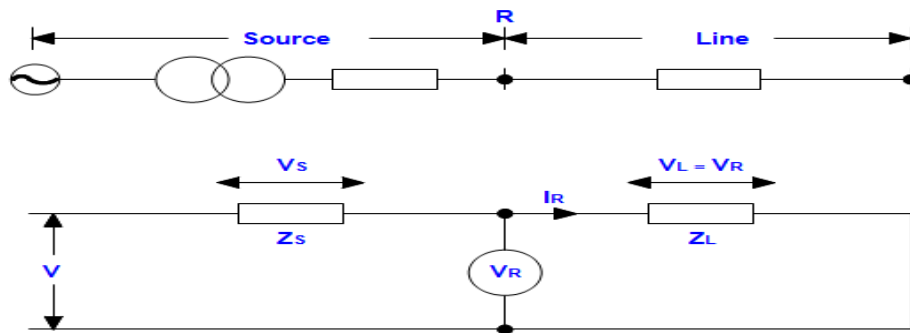 R
Source
Line
VS
VL = VR
IR
ZS
ZL
V
VR